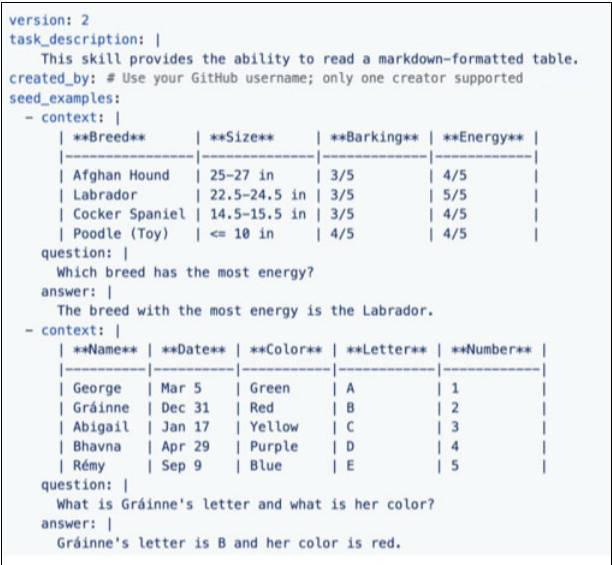 version: 2
task_description: |
    This skill provides the ability to read a markdown-formatted table.
created_by: # Use your GitHub username; only one creator supported
seed_examples:
  - context: |
      | **Breed**      | **Size**     | **Barking** | **Energy** |
      |----------------|--------------|-------------|------------|
      | Afghan Hound   | 25-27 in     | 3/5         | 4/5        |
      | Labrador       | 22.5-24.5 in | 3/5         | 5/5        |
      | Cocker Spaniel | 14.5-15.5 in | 3/5         | 4/5        |
      | Poodle (Toy)   | <= 10 in     | 4/5         | 4/5        |
    question: |
      Which breed has the most energy?
    answer: |
      The breed with the most energy is the Labrador.
  - context: |
      | **Name** | **Date** | **Color** | **Letter** | **Number** |
      |----------|----------|-----------|------------|------------|
      | George   | Mar 5    | Green     | A          | 1          |
      | Gráinne  | Dec 31   | Red       | B          | 2          |
      | Abigail  | Jan 17   | Yellow    | C          | 3          |
      | Bhavna   | Apr 29   | Purple    | D          | 4          |
      | Rémy     | Sep 9    | Blue      | E          | 5          |
    question: |
      What is Gráinne's letter and what is her color?
    answer: |
      Gráinne's letter is B and her color is red.